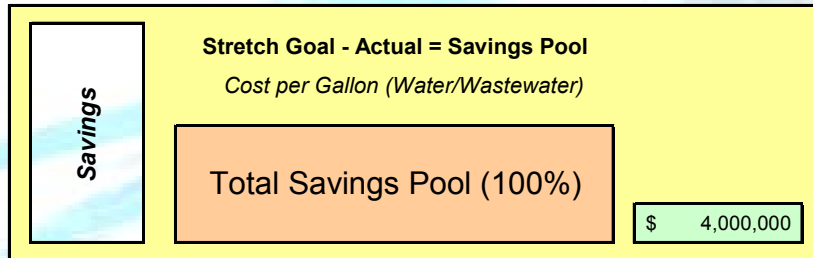 Savings
Stretch Goal - Actual = Savings Pool
Cost per Gallon (Water/Wastewater)
Total Savings Pool (100%)
$ 4,000,000